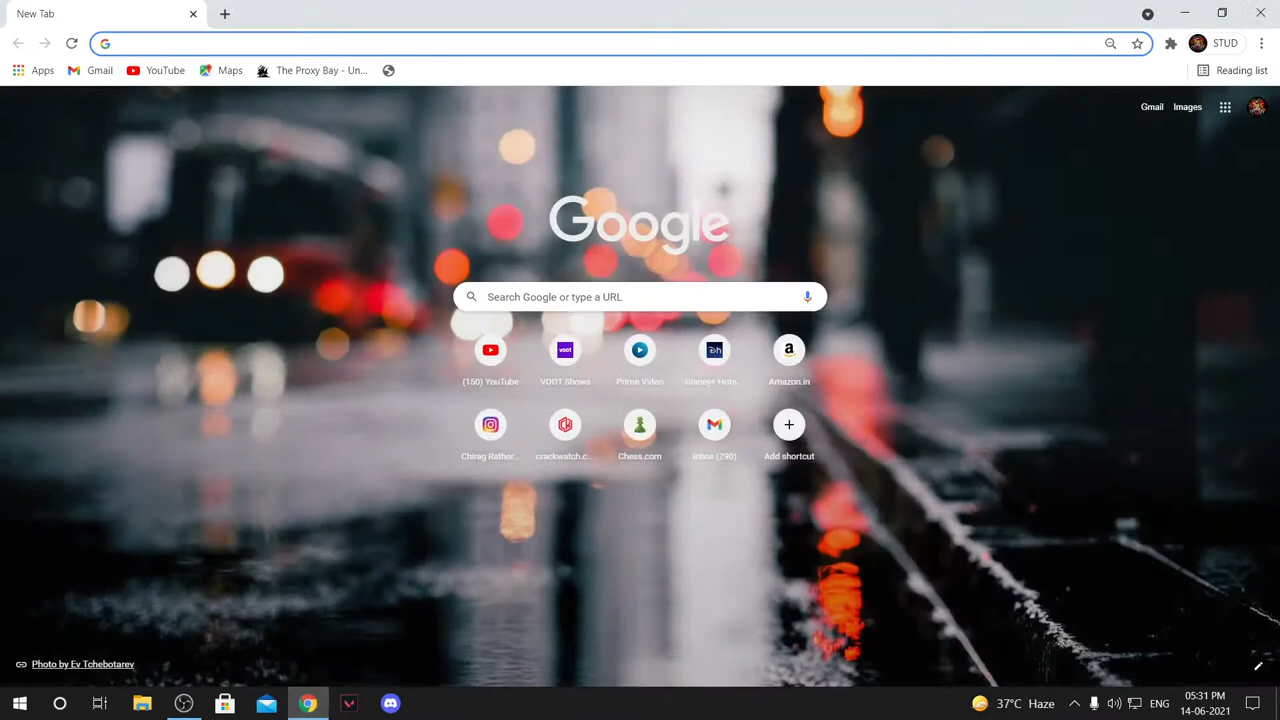 New Tab
STUD
Apps Gmail YouTube Maps The Proxy Bay - Un... Reading list
Gmail Images
Google
Search Google or type a URL
(150) YouTube VOOT Shows Prime Video Disney+ Hots... Amazon.in
Chirag Rathor... crackwatch.c... Chess.com Inbox (290) Add shortcut
Photo by Ev Tchebotarev
37°C Haze ENG 05:31 PM
14-06-2021